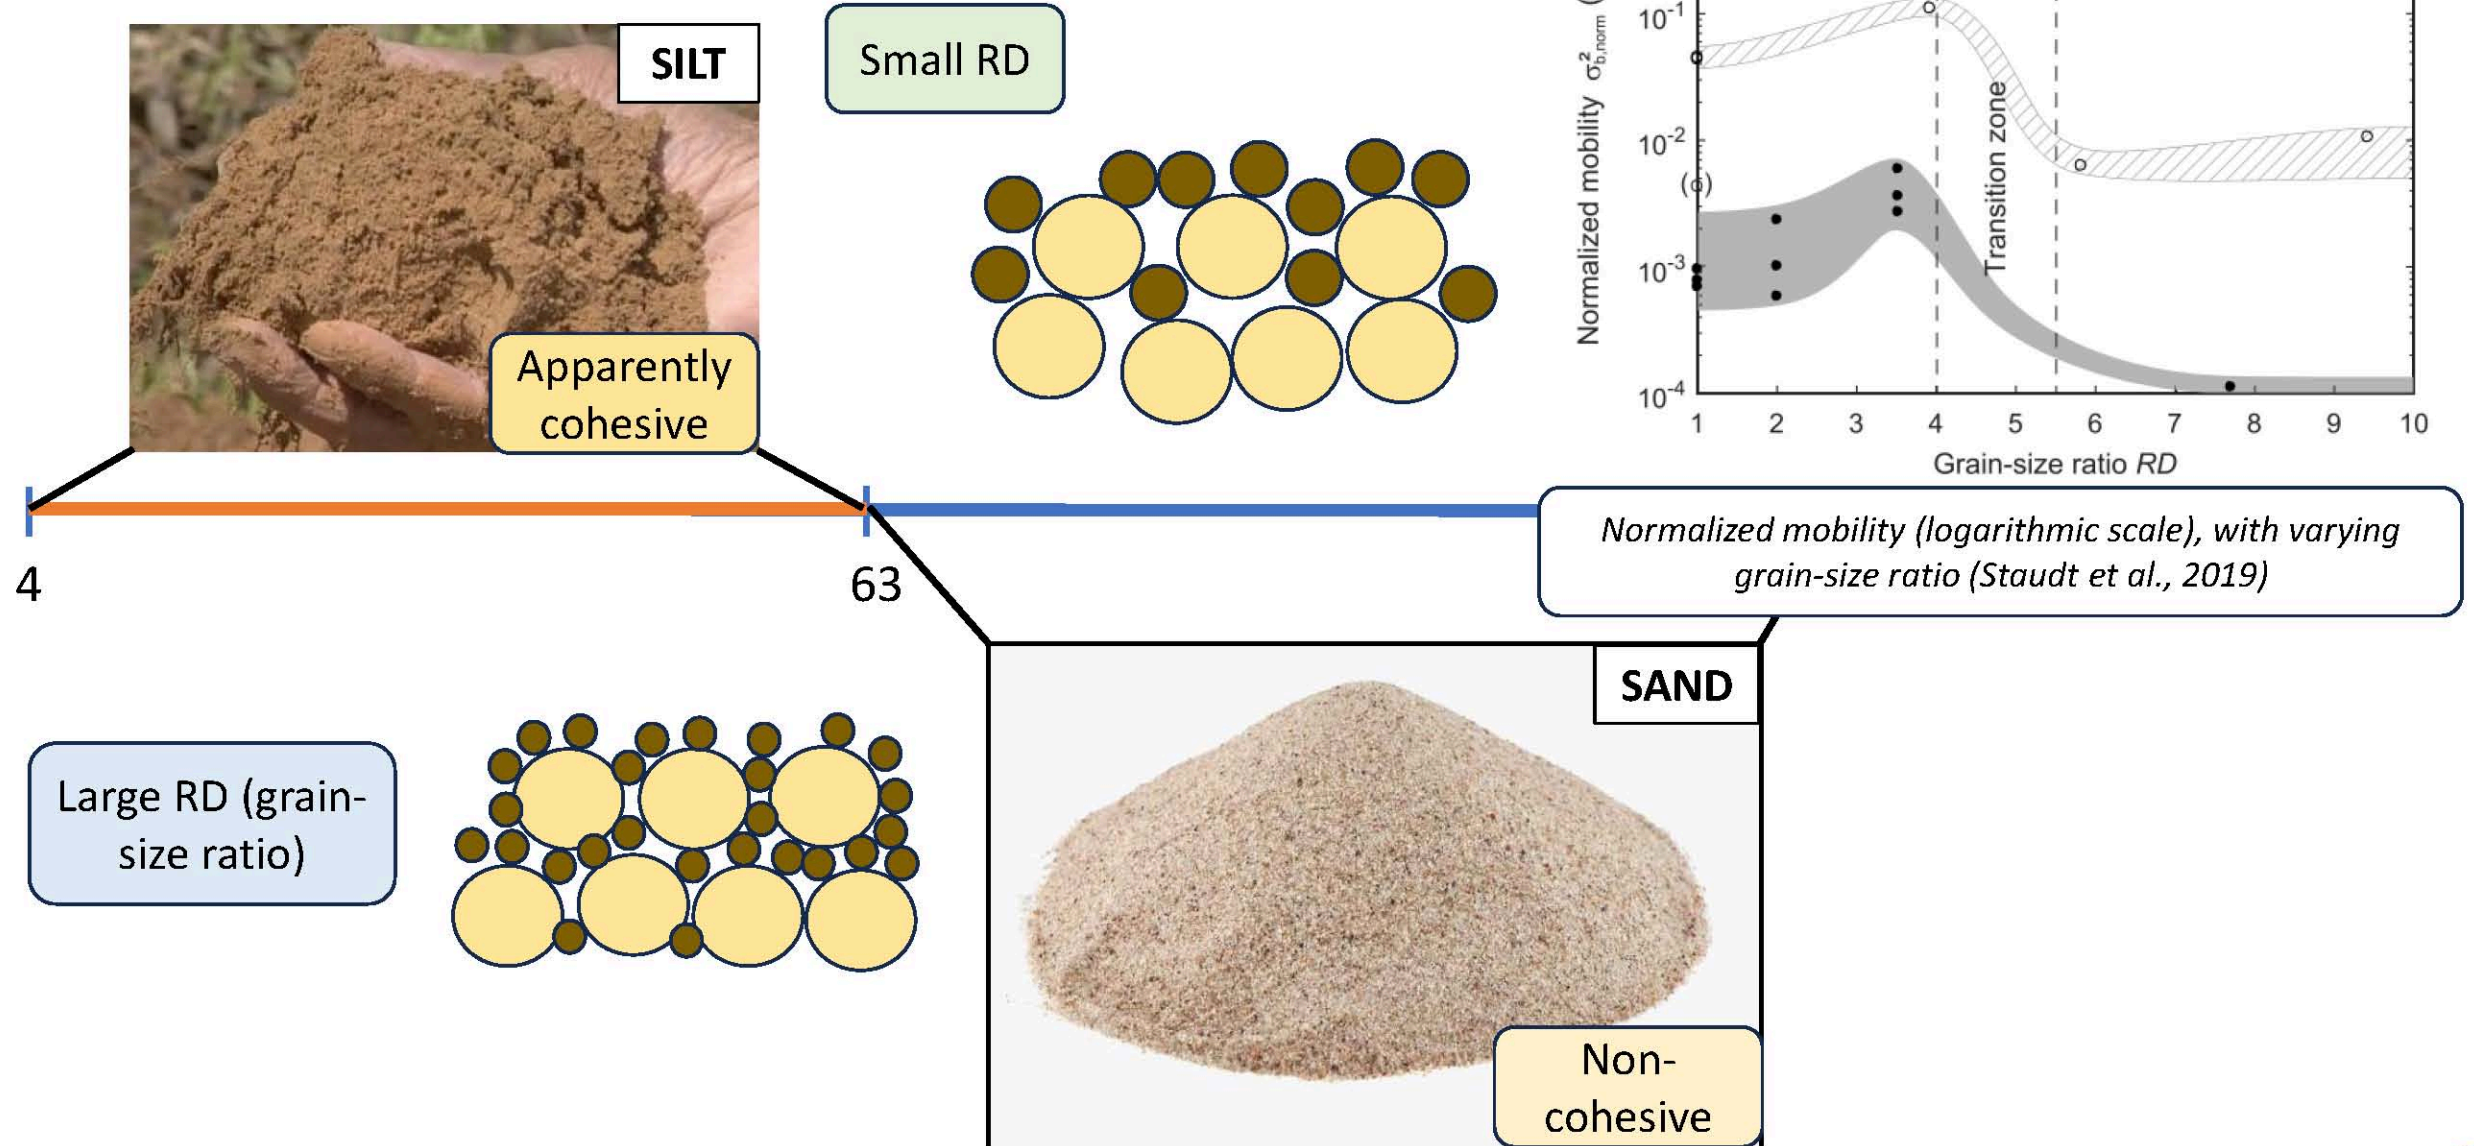 SILT
Small RD
Apparently
cohesive
Normalized mobility σ²b,norm (
10-1
10-2
10-3
10-4
(o)
Transition zone
1 2 3 4 5 6 7 8 9 10
Grain-size ratio RD
4
63
Normalized mobility (logarithmic scale), with varying
grain-size ratio (Staudt et al., 2019)
Large RD (grain-
size ratio)
SAND
Non-
cohesive